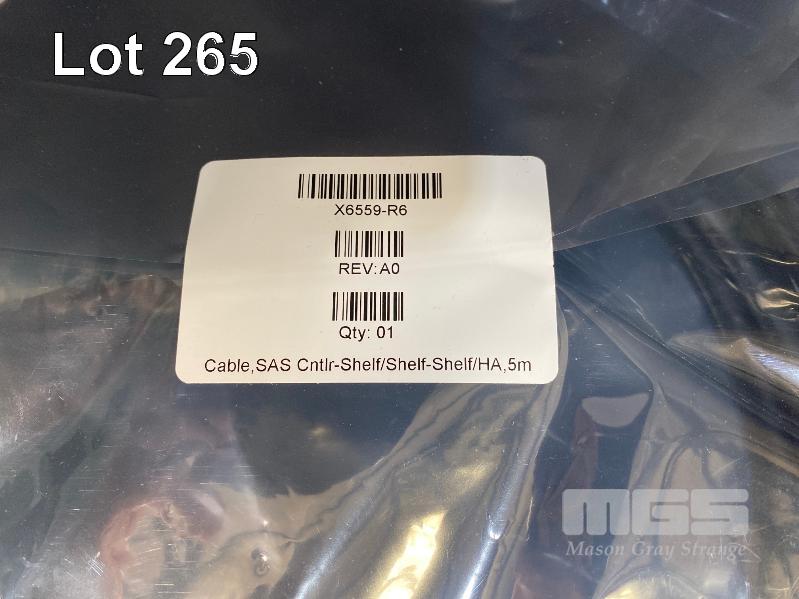 Lot 265
X6559-R6
REV: A0
Qty: 01
Cable,SAS Cntlr-Shelf/Shelf-Shelf/HA,5m
MGS
Mason Gray Strange